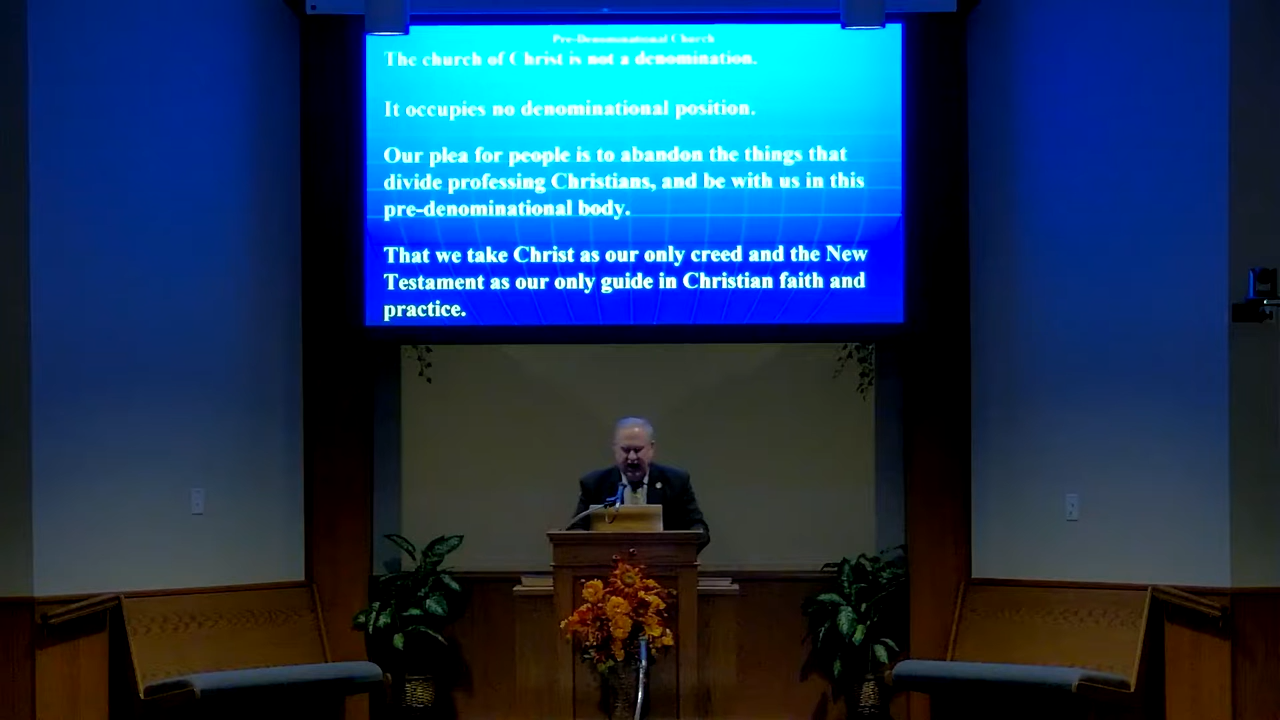 Pre-Denominational Church
The church of Christ is not a denomination.
It occupies no denominational position.
Our plea for people is to abandon the things that
divide professing Christians, and be with us in this
pre-denominational body.
That we take Christ as our only creed and the New
Testament as our only guide in Christian faith and
practice.